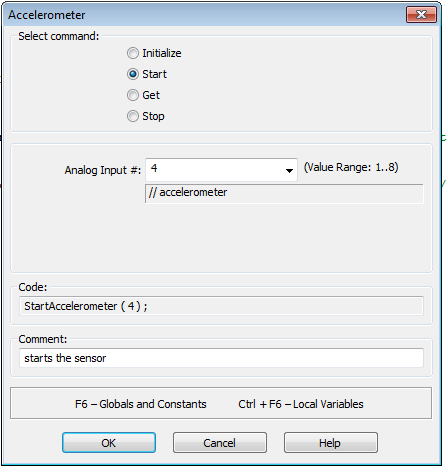 Accelerometer
Select command:
Initialize
Start
Get
Stop
Analog Input #: 4 (Value Range: 1..8)
// accelerometer
Code:
StartAccelerometer ( 4 ) ;
Comment:
starts the sensor
F6 – Globals and Constants Ctrl + F6 – Local Variables
OK Cancel Help